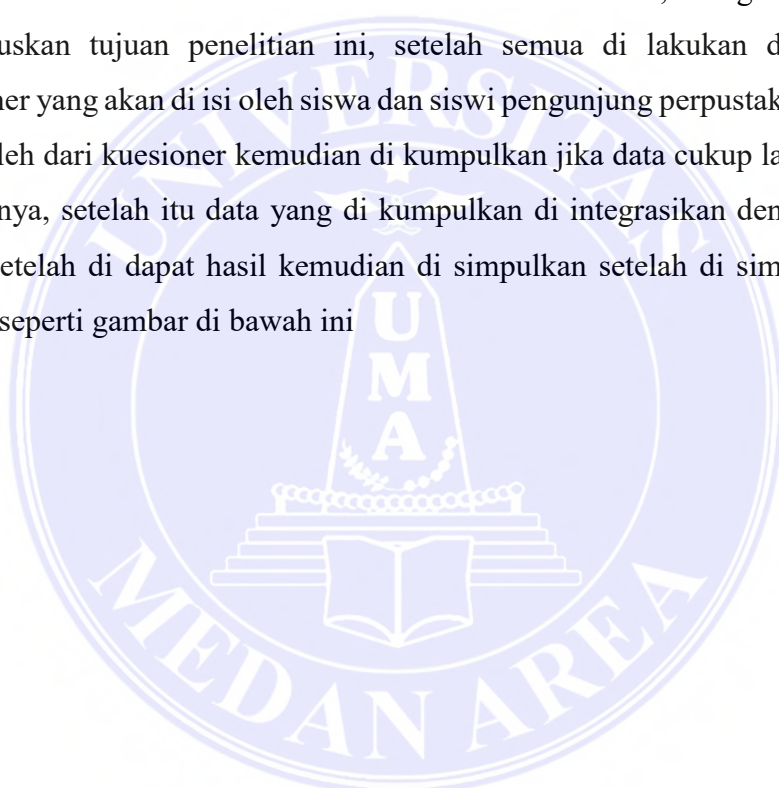 uskan tujuan penelitian ini, setelah semua di lakukan d
ner yang akan di isi oleh siswa dan siswi pengunjung perpustak
leh dari kuesioner kemudian di kumpulkan jika data cukup la
nya, setelah itu data yang di kumpulkan di integrasikan den
setelah di dapat hasil kemudian di simpulkan setelah di sim
seperti gambar di bawah ini
UNIVERSITAS
U
M
A
MEDAN AREA